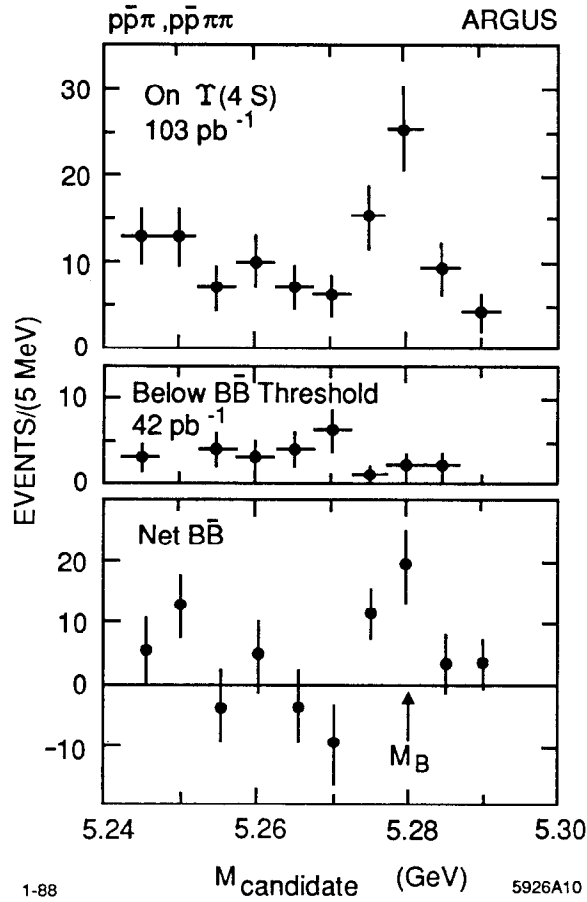 pp̄π ,pp̄ππ ARGUS
On ϒ(4 S)
103 pb ⁻¹
30
20
10
0
Below BB̄ Threshold
42 pb ⁻¹
10
0
EVENTS/(5 MeV)
Net BB̄
20
10
0
−10
M_B
5.24 5.26 5.28 5.30
M_candidate (GeV)
1-88 5926A10